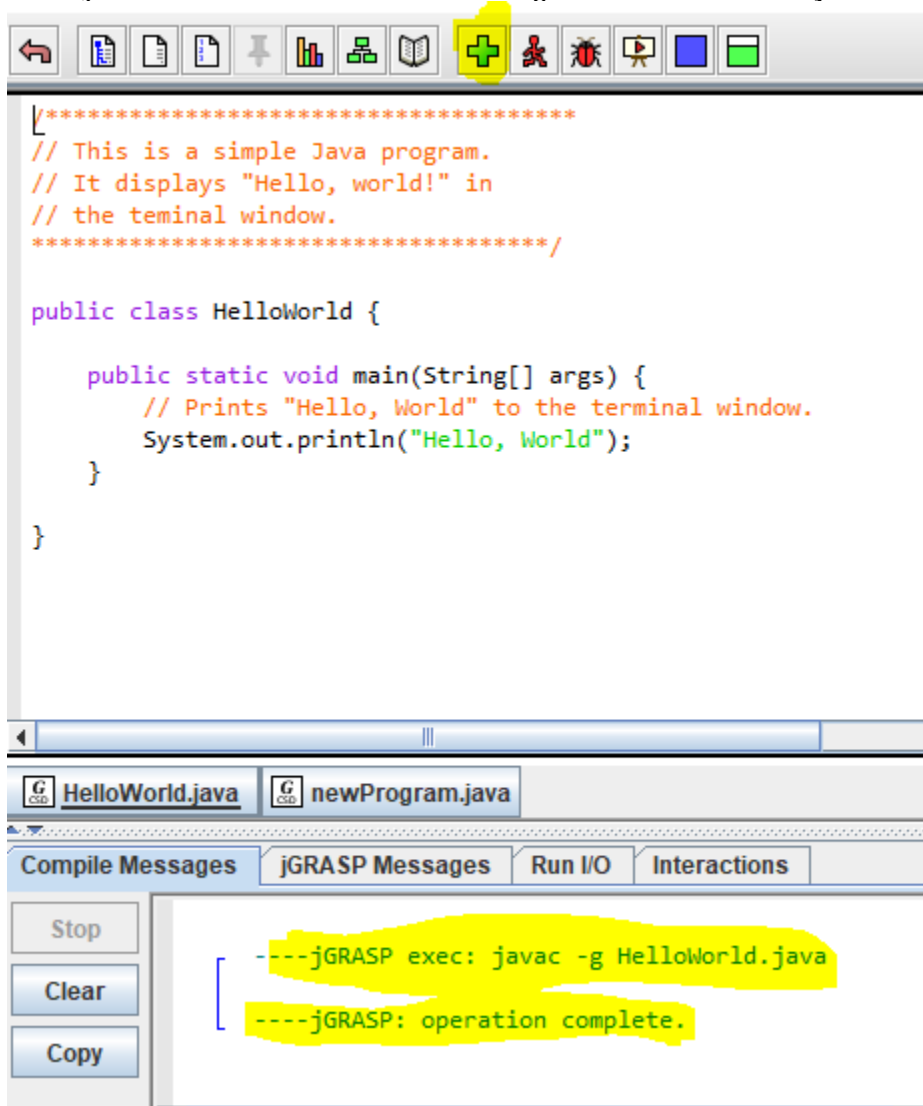 /**************************************
// This is a simple Java program.
// It displays "Hello, world!" in
// the teminal window.
*************************************/
public class HelloWorld {
public static void main(String[] args) {
// Prints "Hello, World" to the terminal window.
System.out.println("Hello, World");
}
}
HelloWorld.java newProgram.java
Compile Messages jGRASP Messages Run I/O Interactions
Stop
----jGRASP exec: javac -g HelloWorld.java
Clear
----jGRASP: operation complete.
Copy